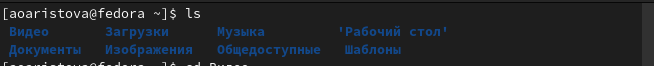 [aoaristova@fedora ~]$ ls
Видео Загрузки Музыка 'Рабочий стол'
Документы Изображения Общедоступные Шаблоны